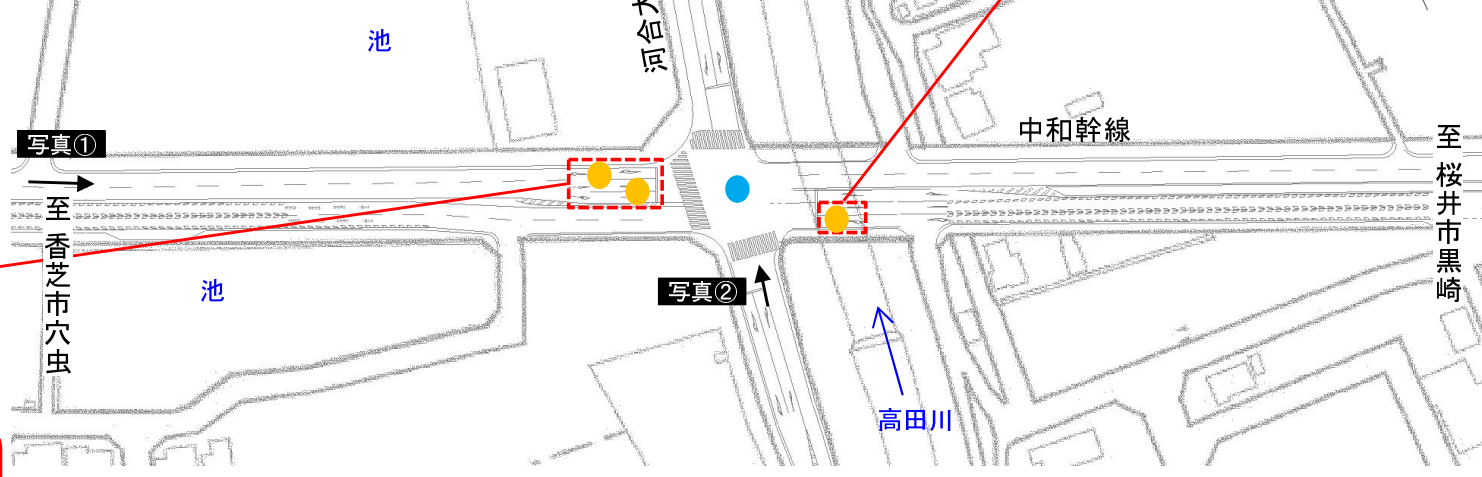 池
河合大
写真①
中和幹線
至 香芝市穴虫
至 桜井市黒崎
池
写真②
高田川